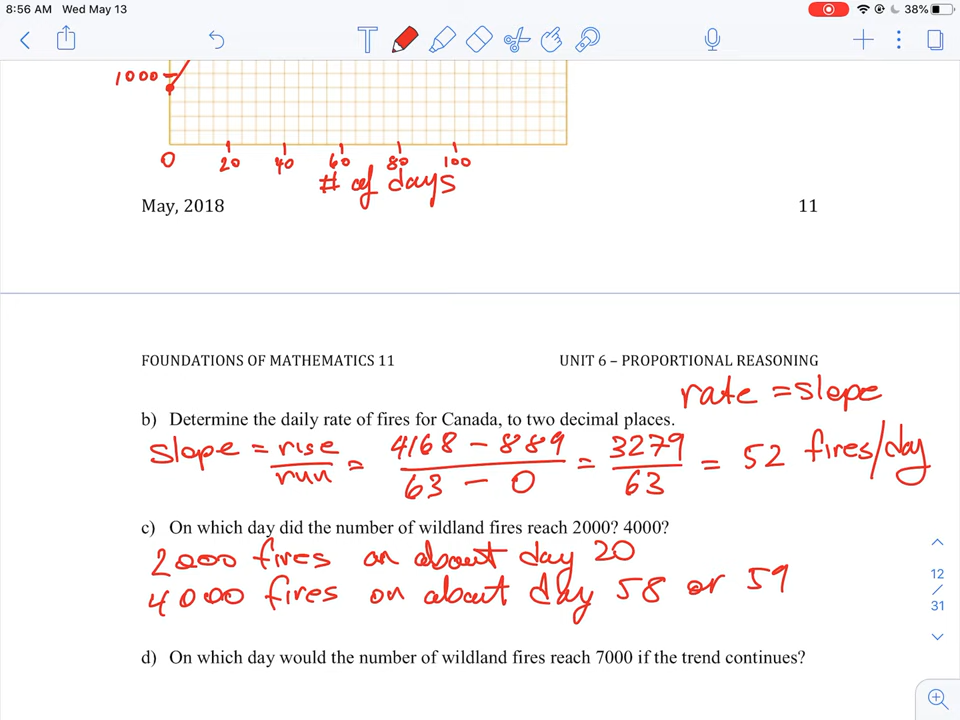 8:56 AM Wed May 13 38%
T
1000
0 20 40 60 80 100
# of days
May, 2018 11
FOUNDATIONS OF MATHEMATICS 11 UNIT 6 – PROPORTIONAL REASONING
rate = slope
b) Determine the daily rate of fires for Canada, to two decimal places.
slope = rise/run = (4168 - 889)/(63 - 0) = 3279/63 = 52 fires/day
c) On which day did the number of wildland fires reach 2000? 4000?
2000 fires on about day 20
4000 fires on about day 58 or 59
12
/
31
d) On which day would the number of wildland fires reach 7000 if the trend continues?